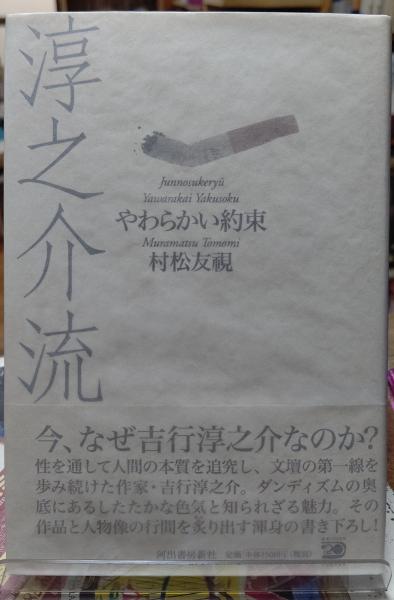 淳之介流
Junnosukeryū
Yawarakai Yakusoku
やわらかい約束
Muramatsu Tomomi
村松友視
今、なぜ吉行淳之介なのか?
性を通して人間の本質を追究し、文壇の第一線を
歩み続けた作家・吉行淳之介。ダンディズムの奥
底にあるしたたかな色気と知られざる魅力。その
作品と人物像の行間を炙り出す渾身の書き下ろし!
河出書房新社